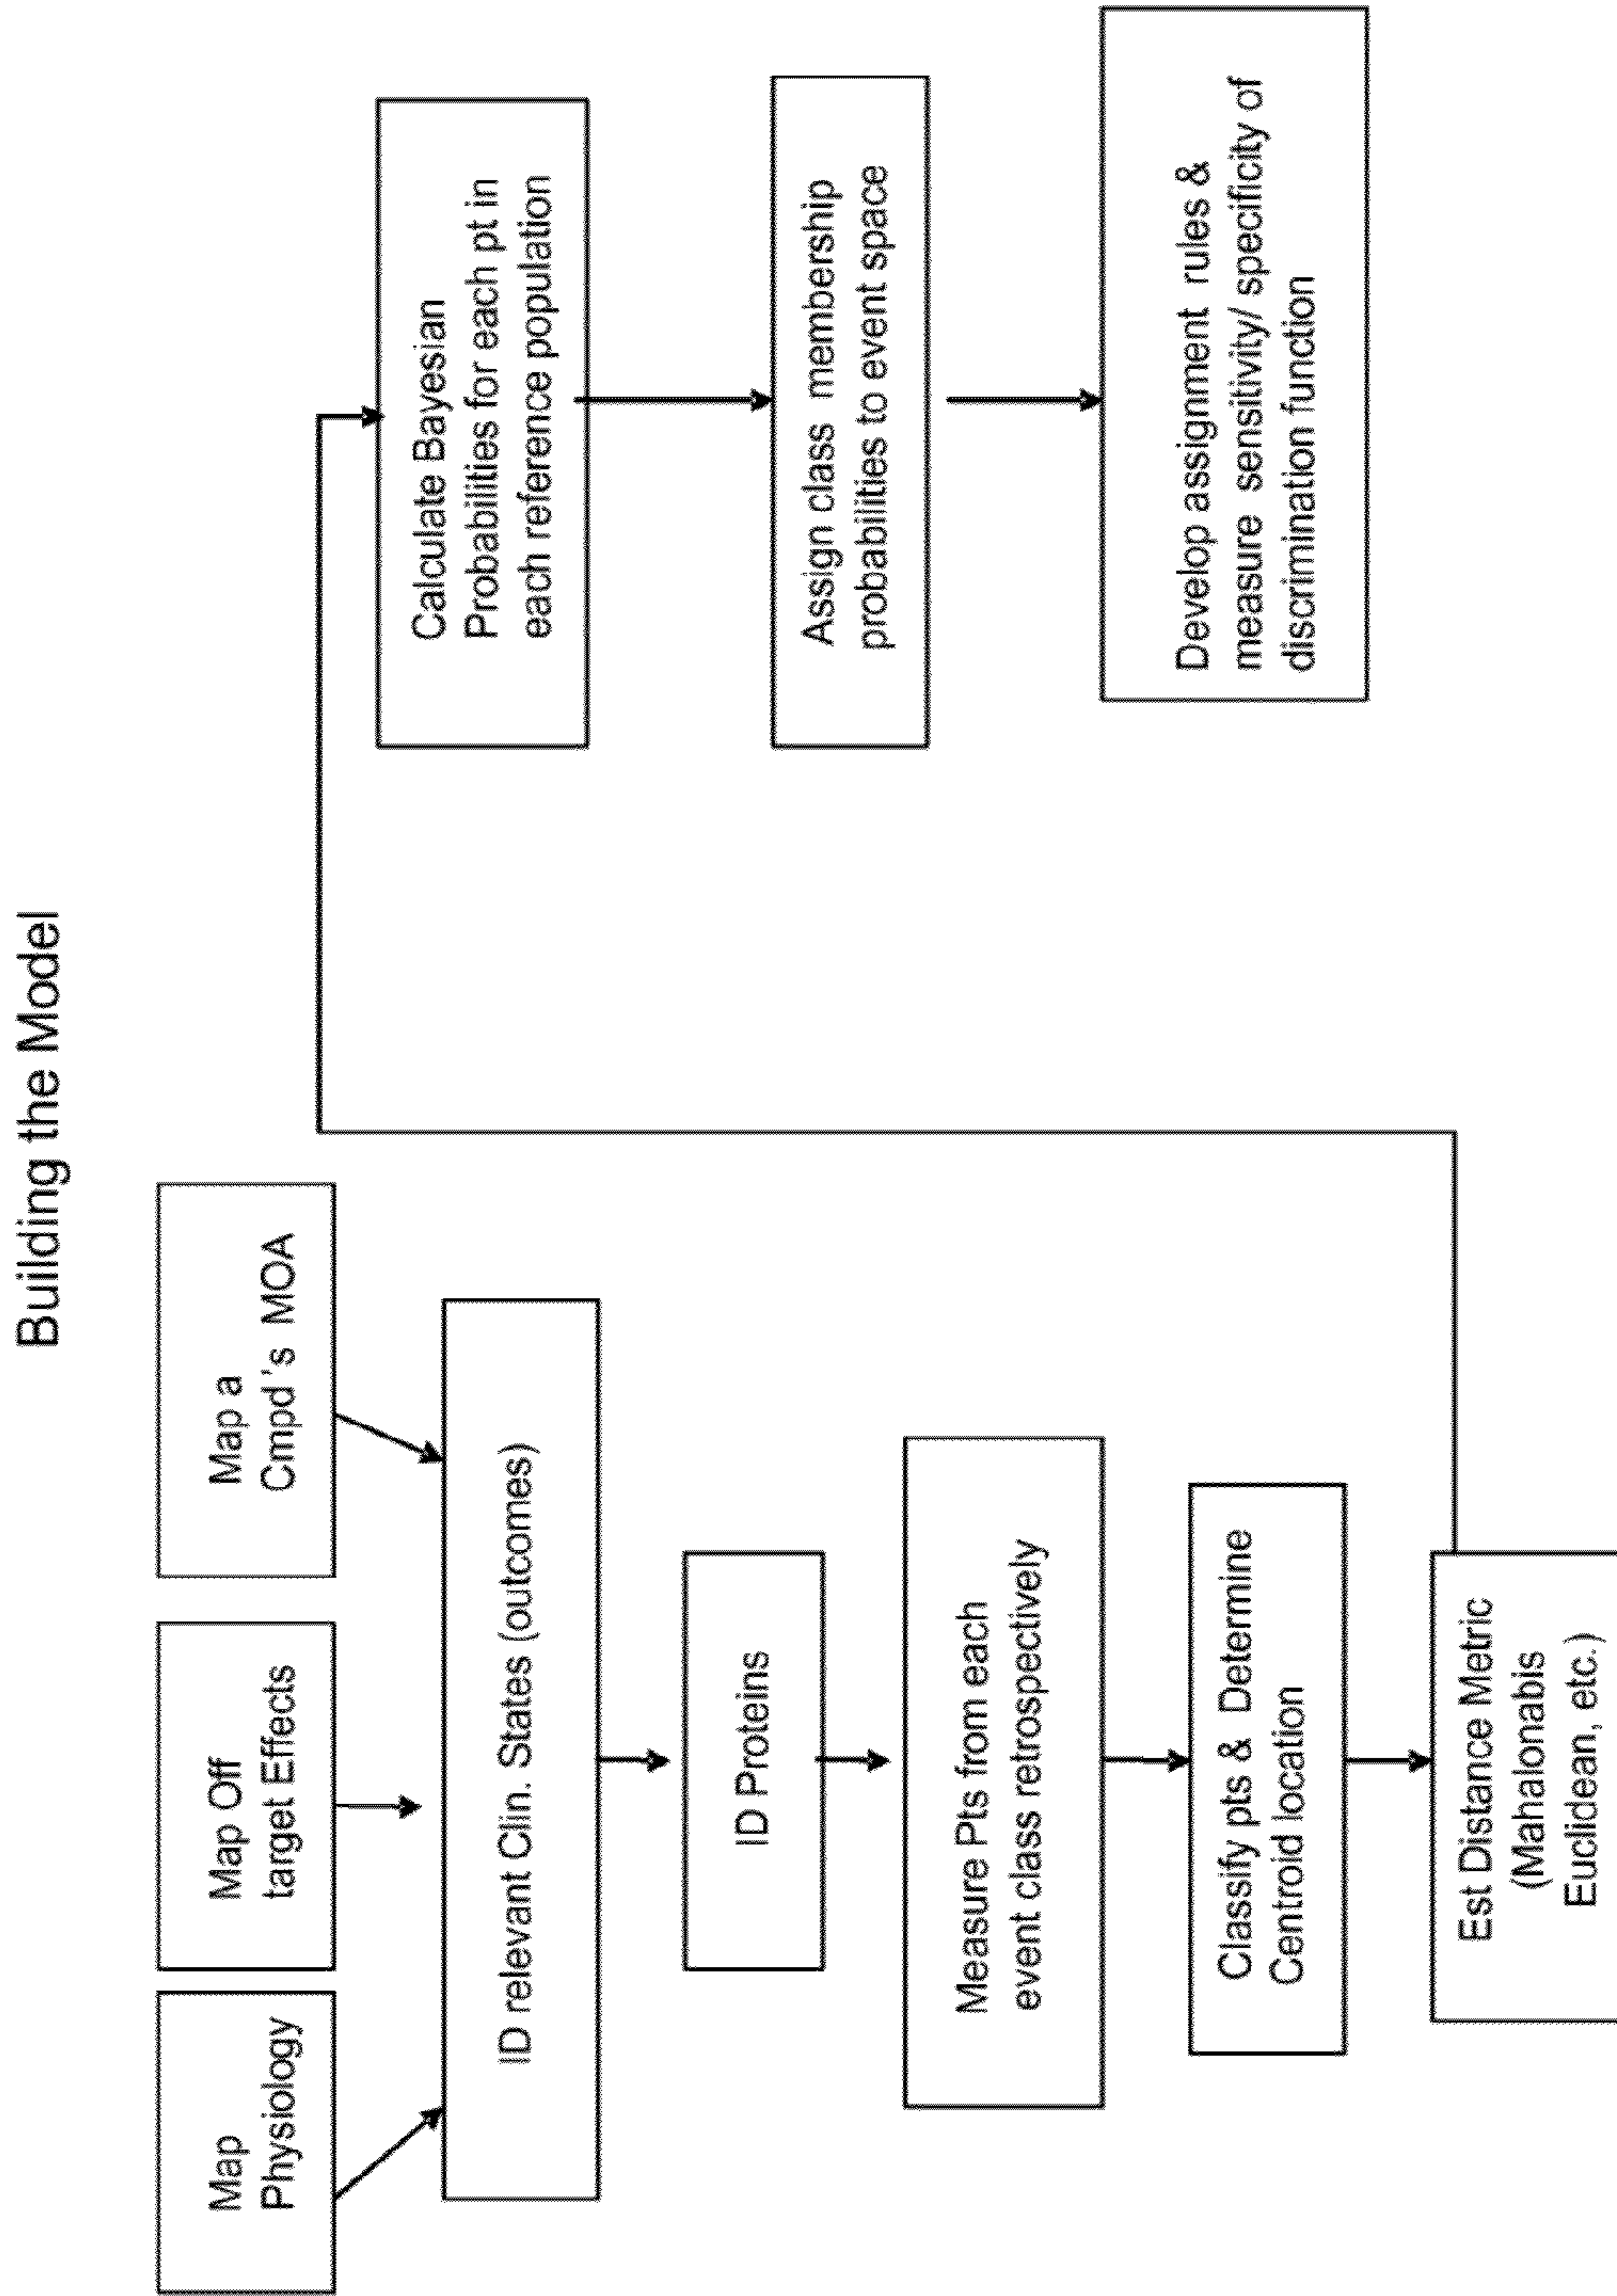 Building the Model
Map
Physiology
Map Off
target Effects
Map a
Cmpd's MOA
ID relevant Clin. States (outcomes)
ID Proteins
Measure Pts from each
event class retrospectively
Classify pts & Determine
Centroid location
Est Distance Metric
(Mahalonabis
Euclidean, etc.)
Calculate Bayesian
Probabilities for each pt in
each reference population
Assign class membership
probabilities to event space
Develop assignment rules &
measure sensitivity/ specificity of
discrimination function